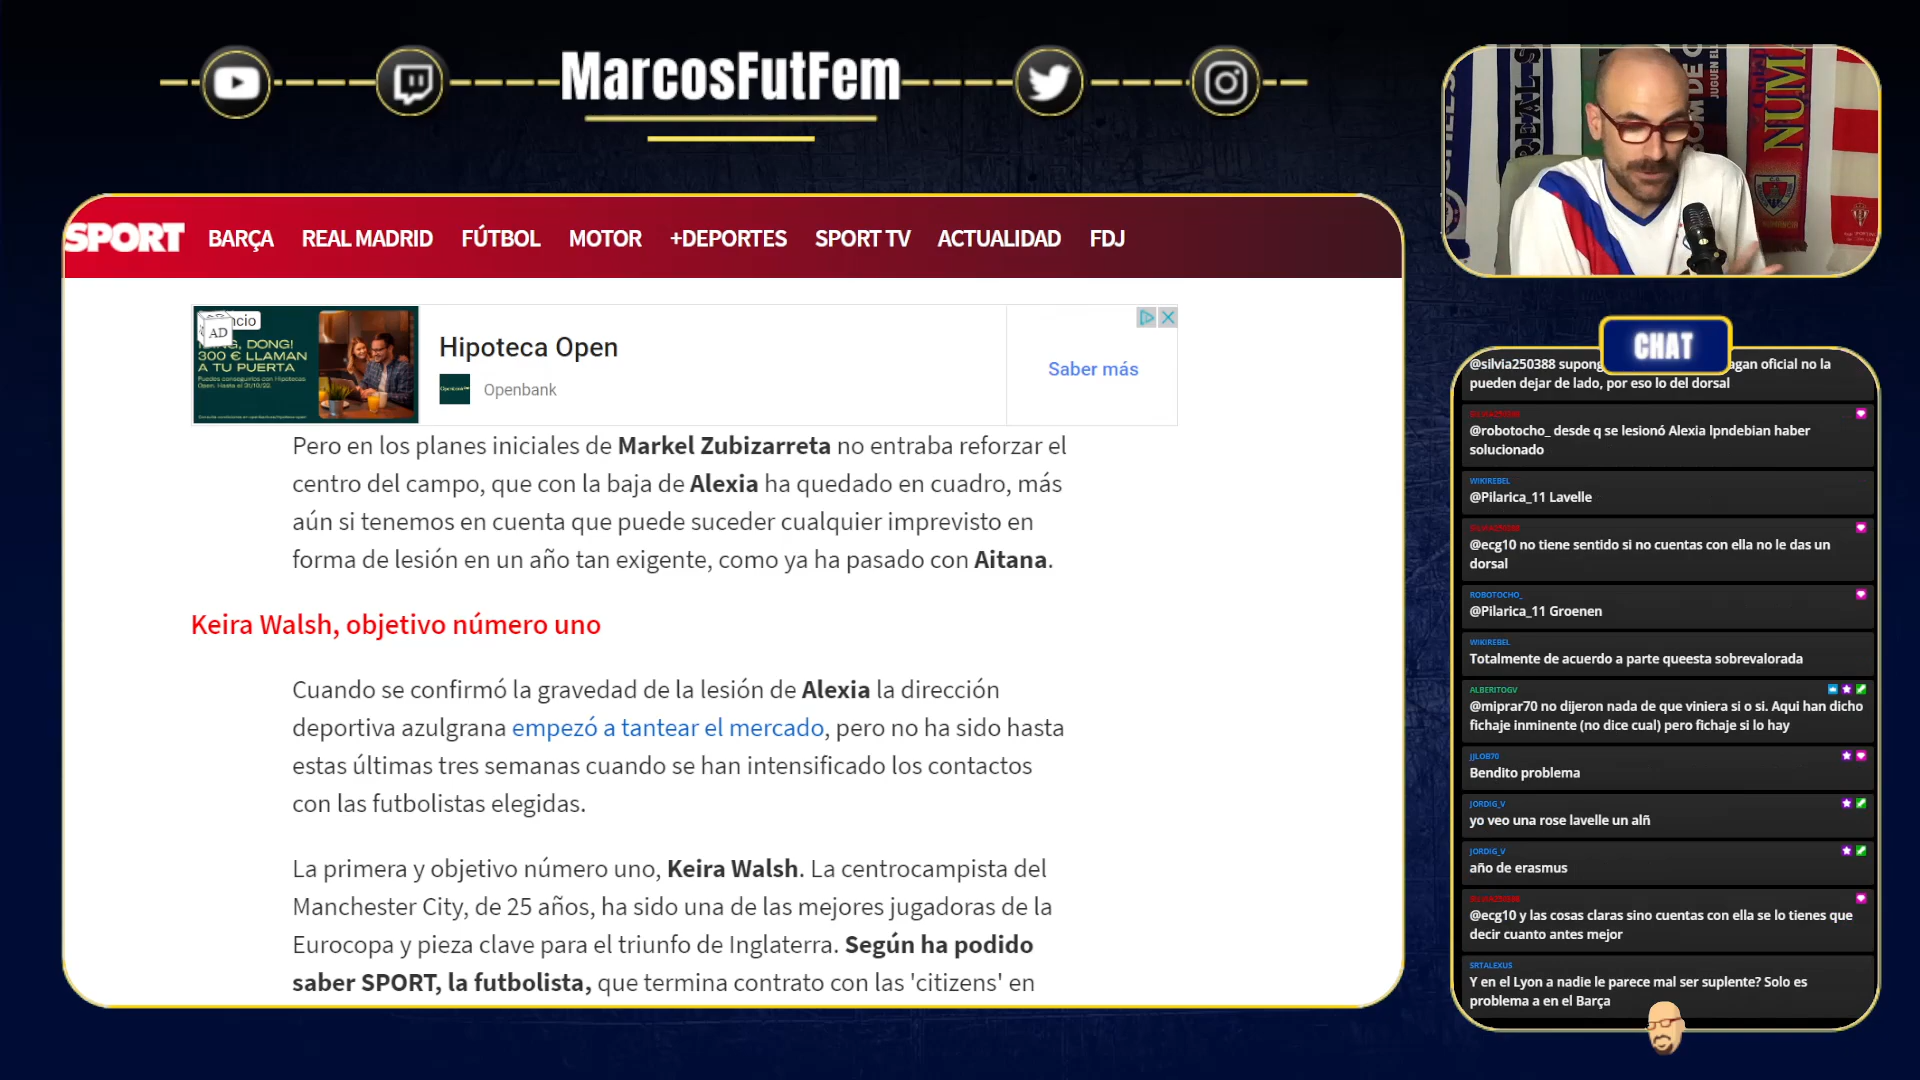 MarcosFutFem
SPORT BARÇA REAL MADRID FÚTBOL MOTOR +DEPORTES SPORT TV ACTUALIDAD FDJ
AD
DONG!
300 € LLAMAN
A TU PUERTA
Hipoteca Open
Openbank
Saber más
Pero en los planes iniciales de Markel Zubizarreta no entraba reforzar el
centro del campo, que con la baja de Alexia ha quedado en cuadro, más
aún si tenemos en cuenta que puede suceder cualquier imprevisto en
forma de lesión en un año tan exigente, como ya ha pasado con Aitana.
Keira Walsh, objetivo número uno
Cuando se confirmó la gravedad de la lesión de Alexia la dirección
deportiva azulgrana empezó a tantear el mercado, pero no ha sido hasta
estas últimas tres semanas cuando se han intensificado los contactos
con las futbolistas elegidas.
La primera y objetivo número uno, Keira Walsh. La centrocampista del
Manchester City, de 25 años, ha sido una de las mejores jugadoras de la
Eurocopa y pieza clave para el triunfo de Inglaterra. Según ha podido
saber SPORT, la futbolista, que termina contrato con las 'citizens' en
NUMA
CHAT
@silvia250388 supong agan oficial no la
pueden dejar de lado, por eso lo del dorsal
SILVIA250388
@robotocho_ desde q se lesionó Alexia lpndebian haber
solucionado
WIKIREBEL
@Pilarica_11 Lavelle
SILVIA250388
@ecg10 no tiene sentido si no cuentas con ella no le das un
dorsal
ROBOTOCHO_
@Pilarica_11 Groenen
WIKIREBEL
Totalmente de acuerdo a parte queesta sobrevalorada
ALBERITOGV
@miprar70 no dijeron nada de que viniera si o si. Aqui han dicho
fichaje inminente (no dice cual) pero fichaje si lo hay
JJLOB70
Bendito problema
JORDIG_V
yo veo una rose lavelle un alñ
JORDIG_V
año de erasmus
SILVIA250388
@ecg10 y las cosas claras sino cuentas con ella se lo tienes que
decir cuanto antes mejor
SRTALEXUS
Y en el Lyon a nadie le parece mal ser suplente? Solo es
problema a en el Barça